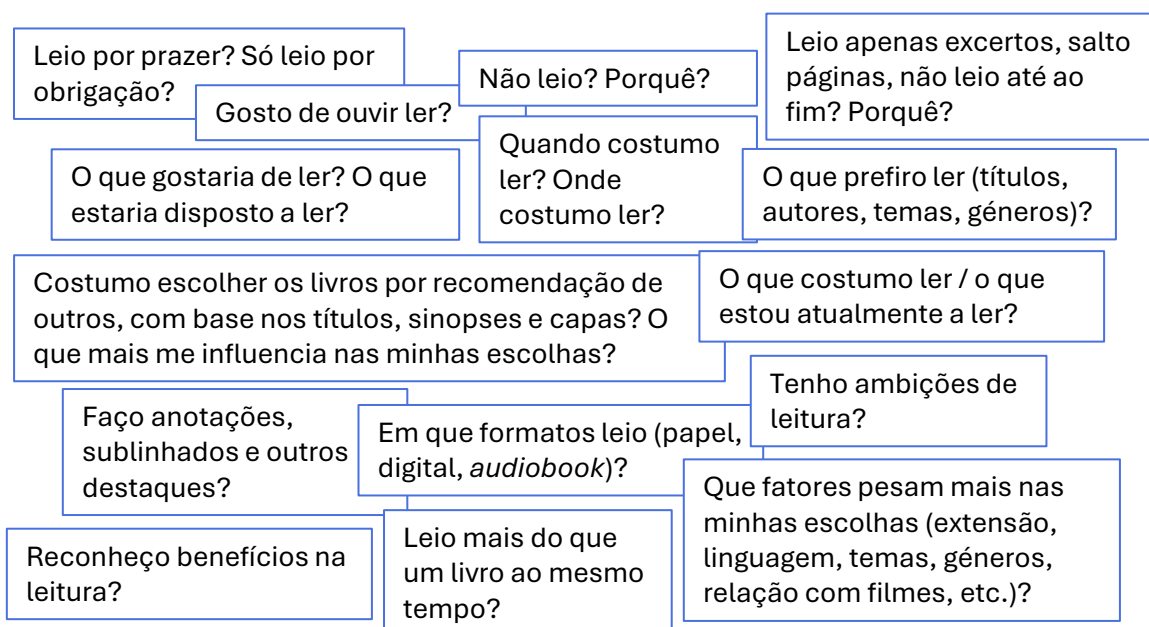 Leio por prazer? Só leio por
obrigação?
Gosto de ouvir ler?
Não leio? Porquê?
Leio apenas excertos, salto
páginas, não leio até ao
fim? Porquê?
O que gostaria de ler? O que
estaria disposto a ler?
Quando costumo
ler? Onde
costumo ler?
O que prefiro ler (títulos,
autores, temas, géneros)?
Costumo escolher os livros por recomendação de
outros, com base nos títulos, sinopses e capas? O
que mais me influencia nas minhas escolhas?
O que costumo ler / o que
estou atualmente a ler?
Faço anotações,
sublinhados e outros
destaques?
Em que formatos leio (papel,
digital, audiobook)?
Tenho ambições de
leitura?
Reconheço benefícios na
leitura?
Leio mais do que
um livro ao mesmo
tempo?
Que fatores pesam mais nas
minhas escolhas (extensão,
linguagem, temas, géneros,
relação com filmes, etc.)?